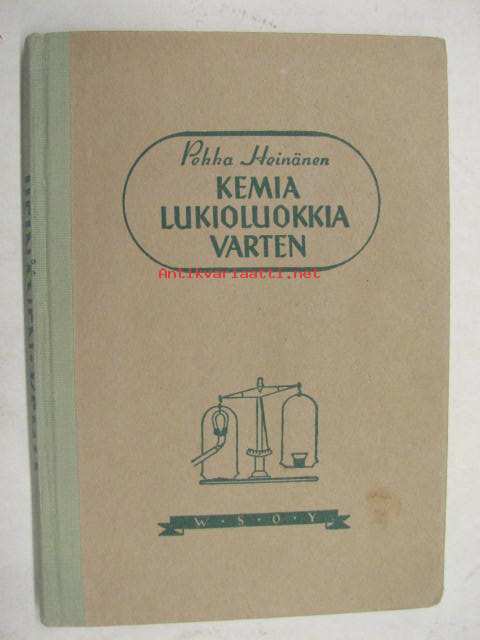 Pekka Heinänen
KEMIA
LUKIOLUOKKIA
VARTEN
Antikvariaatti.net
W·S·O·Y